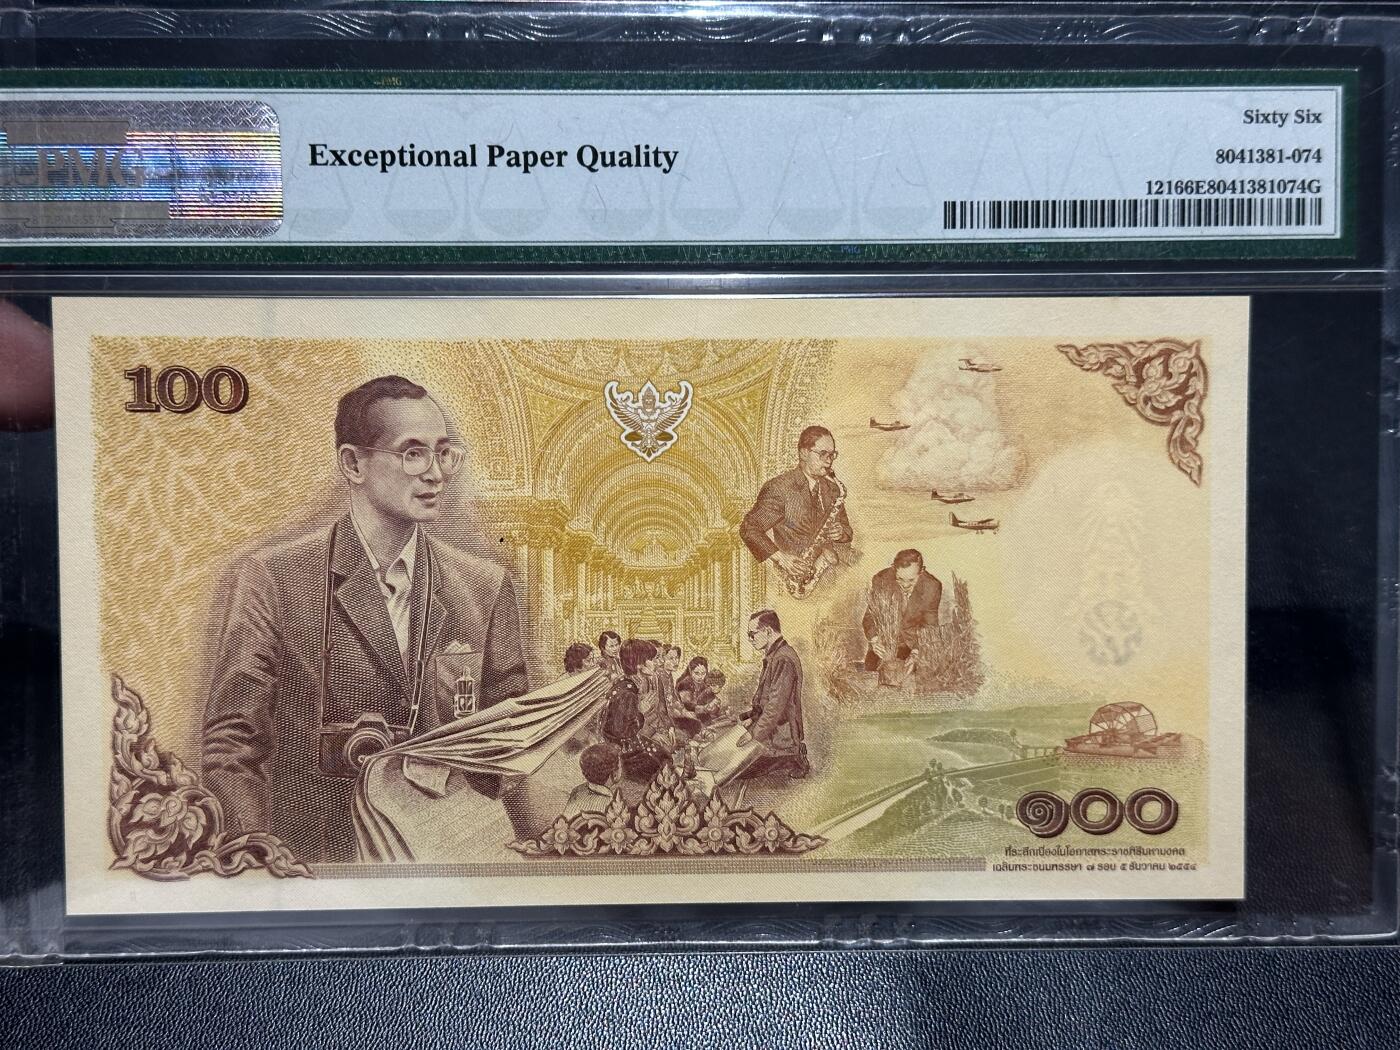 Sixty Six
PMG
Exceptional Paper Quality
8041381-074
12166E8041381074G
100
๑๐๐
ที่ระลึกเนื่องในโอกาสพระราชพิธีมหามงคล
เฉลิมพระชนมพรรษา ๗ รอบ ๕ ธันวาคม ๒๕๕๔